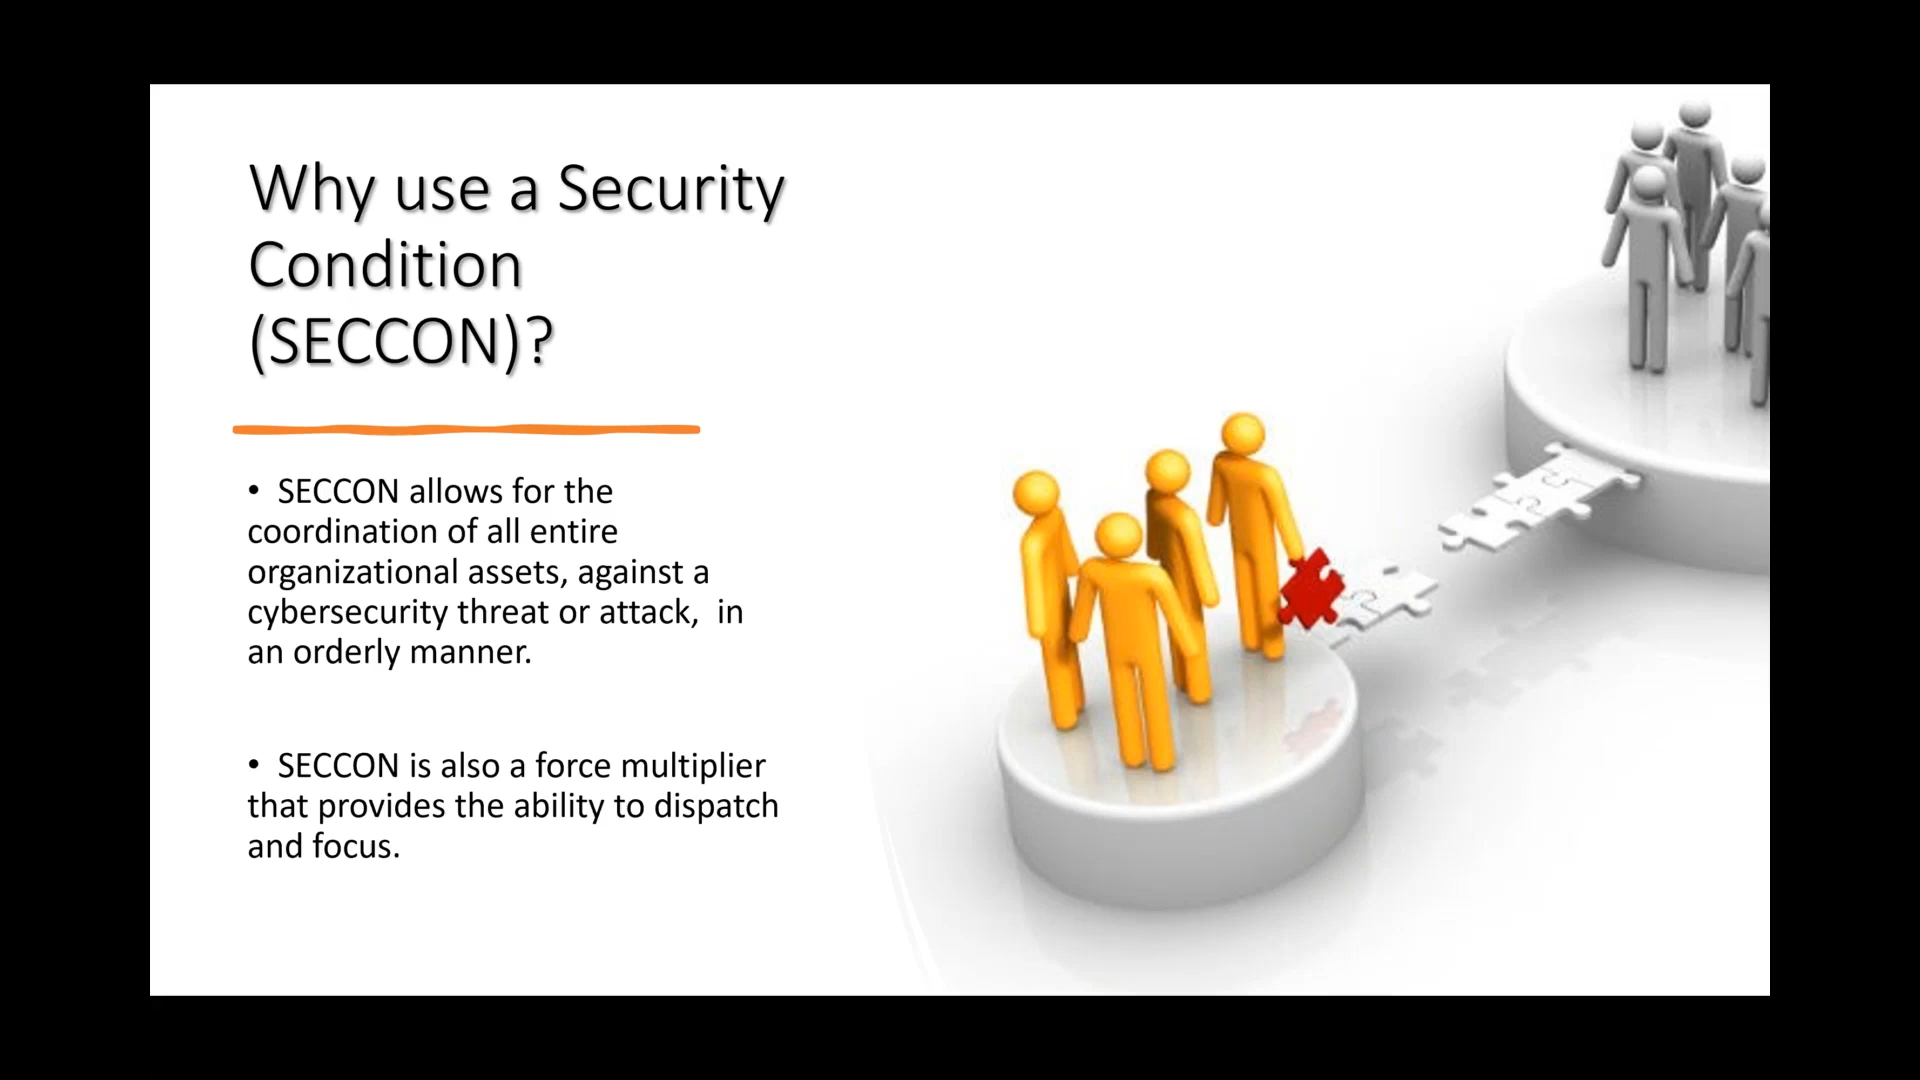 Why use a Security
Condition
(SECCON)?
• SECCON allows for the
coordination of all entire
organizational assets, against a
cybersecurity threat or attack,  in
an orderly manner.
• SECCON is also a force multiplier
that provides the ability to dispatch
and focus.